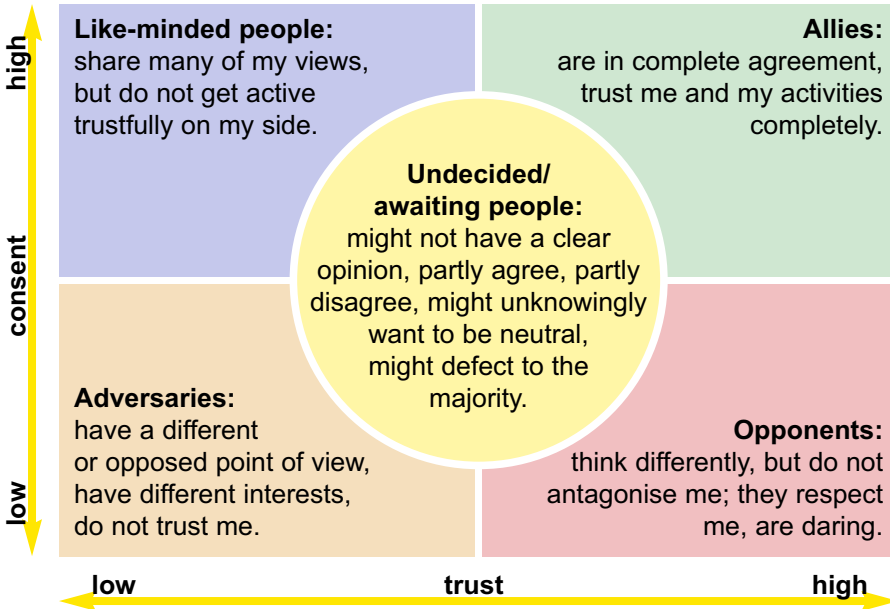 Like-minded people:
share many of my views,
but do not get active
trustfully on my side.
Allies:
are in complete agreement,
trust me and my activities
completely.
Undecided/
awaiting people:
might not have a clear
opinion, partly agree, partly
disagree, might unknowingly
want to be neutral,
might defect to the
majority.
Adversaries:
have a different
or opposed point of view,
have different interests,
do not trust me.
Opponents:
think differently, but do not
antagonise me; they respect
me, are daring.
high
consent
low
low
trust
high